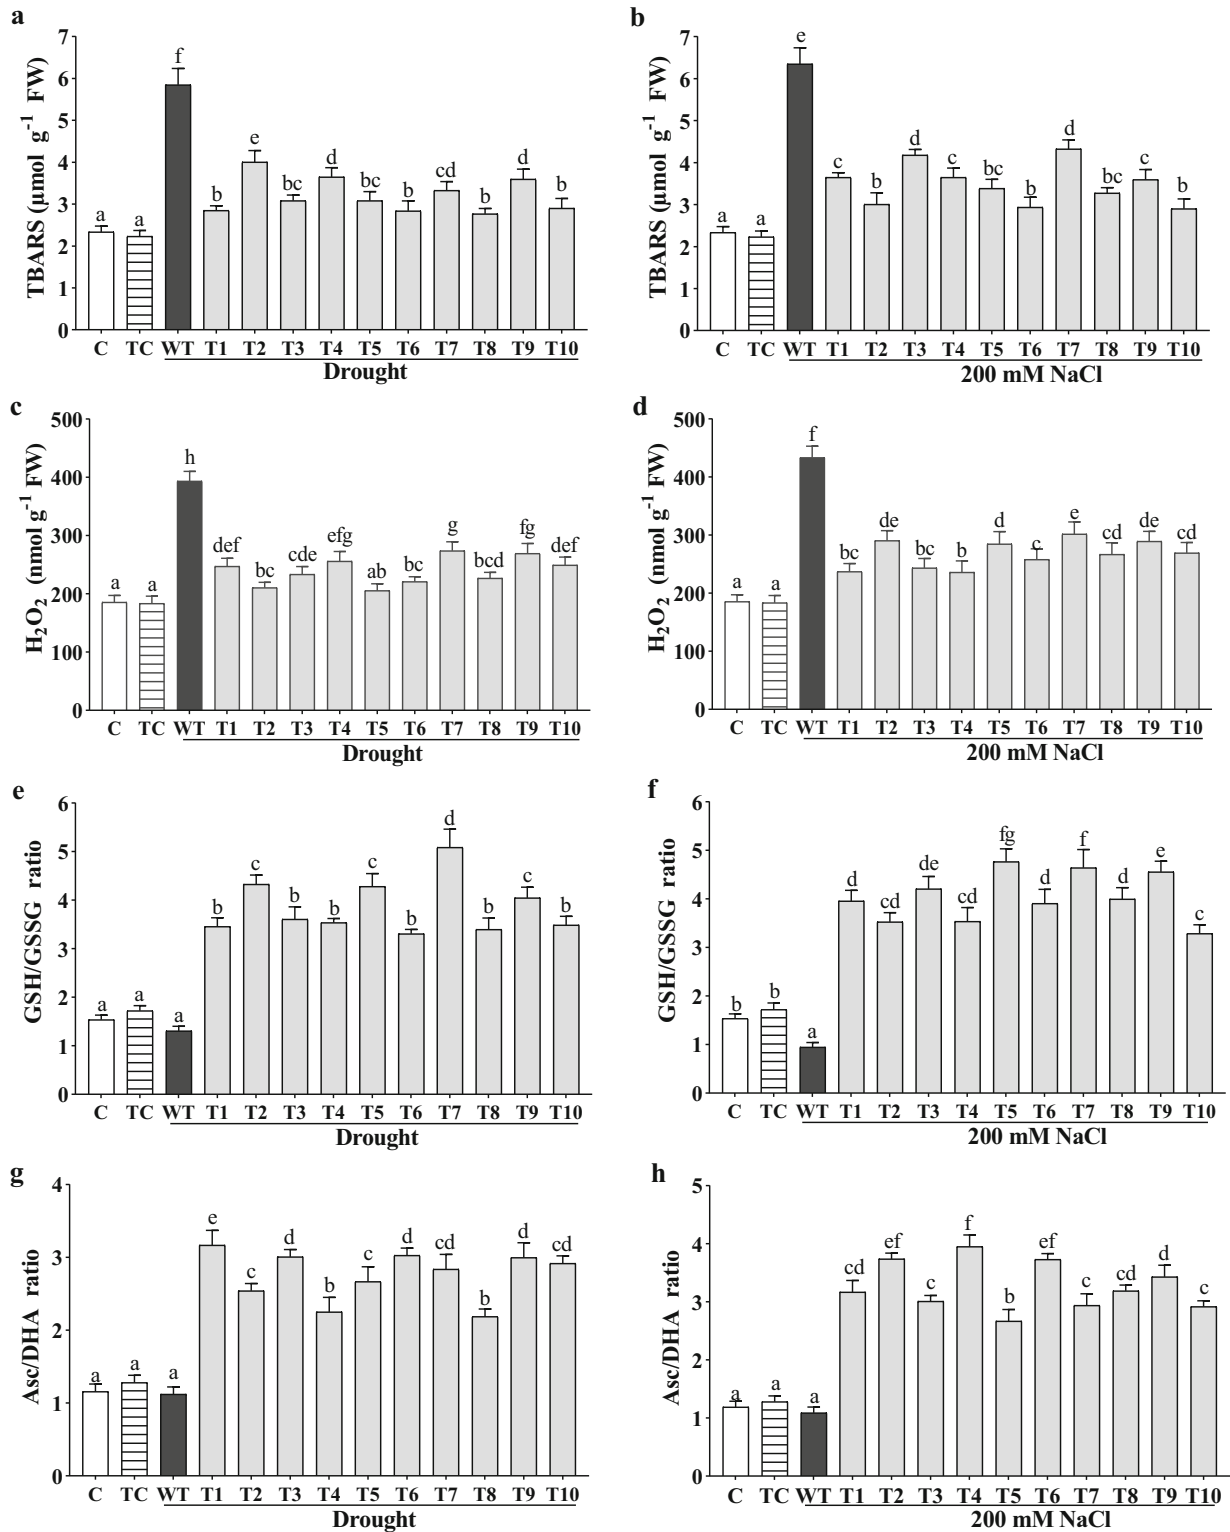 a
TBARS (µmol g⁻¹ FW)
7
6
5
4
3
2
1
0
a a f b e bc d bc b cd b d b
C TC WT T1 T2 T3 T4 T5 T6 T7 T8 T9 T10
Drought
b
TBARS (µmol g⁻¹ FW)
7
6
5
4
3
2
1
0
a a e c b d c bc b d bc c b
C TC WT T1 T2 T3 T4 T5 T6 T7 T8 T9 T10
200 mM NaCl
c
H₂O₂ (nmol g⁻¹ FW)
500
400
300
200
100
0
a a h def bc cde efg ab bc g bcd fg def
C TC WT T1 T2 T3 T4 T5 T6 T7 T8 T9 T10
Drought
d
H₂O₂ (nmol g⁻¹ FW)
500
400
300
200
100
0
a a f bc de bc b d c e cd de cd
C TC WT T1 T2 T3 T4 T5 T6 T7 T8 T9 T10
200 mM NaCl
e
GSH/GSSG ratio
6
5
4
3
2
1
0
a a a b c b b c b d b c b
C TC WT T1 T2 T3 T4 T5 T6 T7 T8 T9 T10
Drought
f
GSH/GSSG ratio
6
5
4
3
2
1
0
b b a d cd de cd fg d f d e c
C TC WT T1 T2 T3 T4 T5 T6 T7 T8 T9 T10
200 mM NaCl
g
Asc/DHA ratio
4
3
2
1
0
a a a e c d b c d cd b d cd
C TC WT T1 T2 T3 T4 T5 T6 T7 T8 T9 T10
Drought
h
Asc/DHA ratio
5
4
3
2
1
0
a a a cd ef c f b ef c cd d c
C TC WT T1 T2 T3 T4 T5 T6 T7 T8 T9 T10
200 mM NaCl